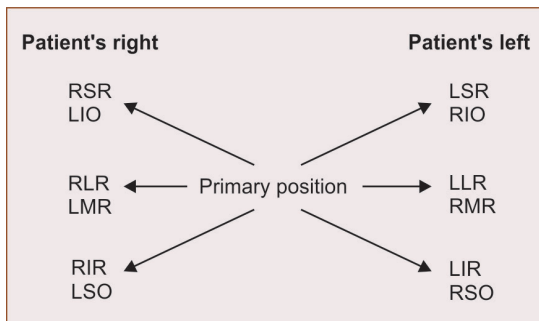 Patient's right
Patient's left
RSR
LIO
LSR
RIO
RLR
LMR
Primary position
LLR
RMR
RIR
LSO
LIR
RSO